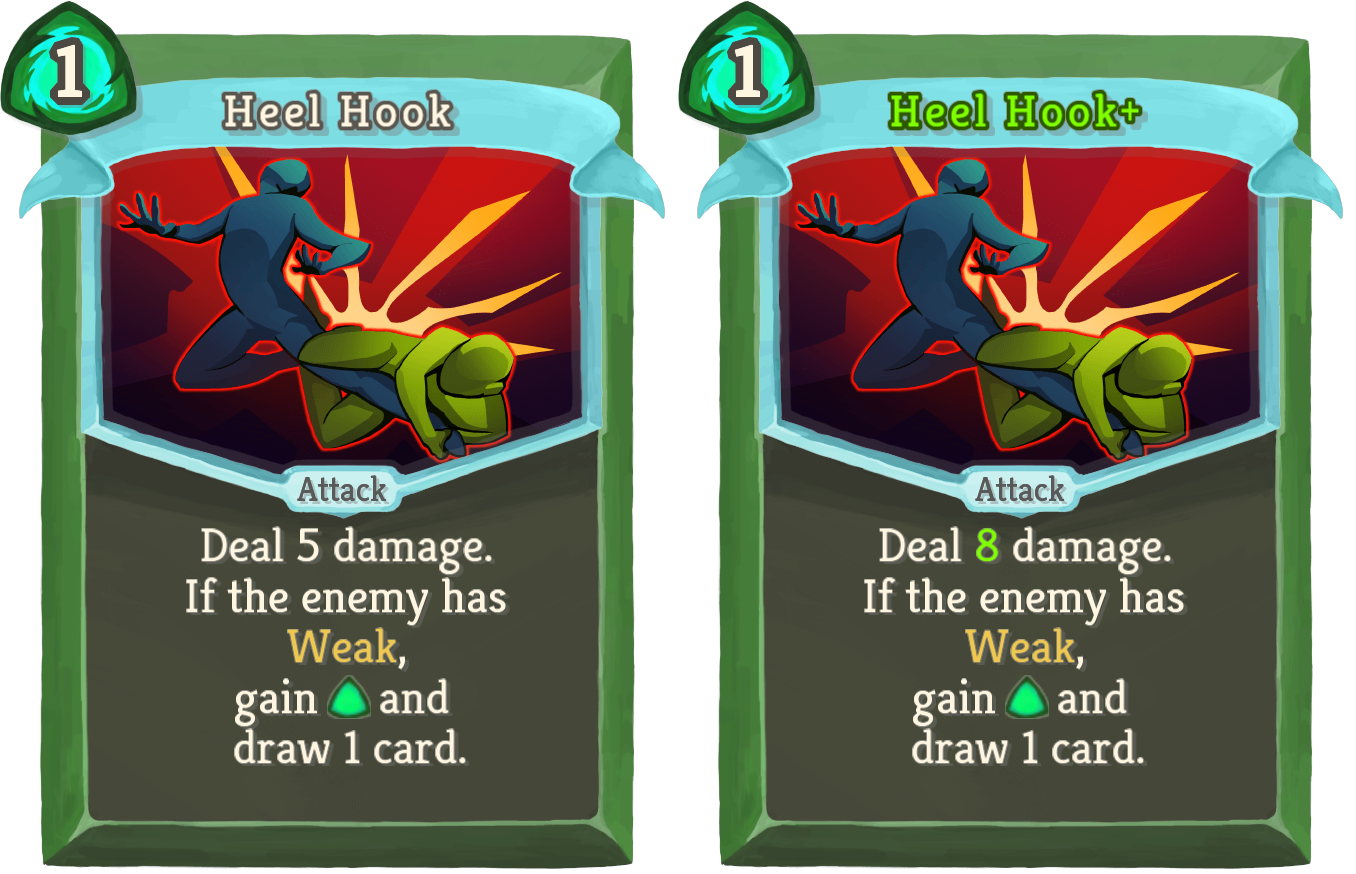 1
Heel Hook
Attack
Deal 5 damage.
If the enemy has
Weak,
gain and
draw 1 card.
1
Heel Hook+
Attack
Deal 8 damage.
If the enemy has
Weak,
gain and
draw 1 card.